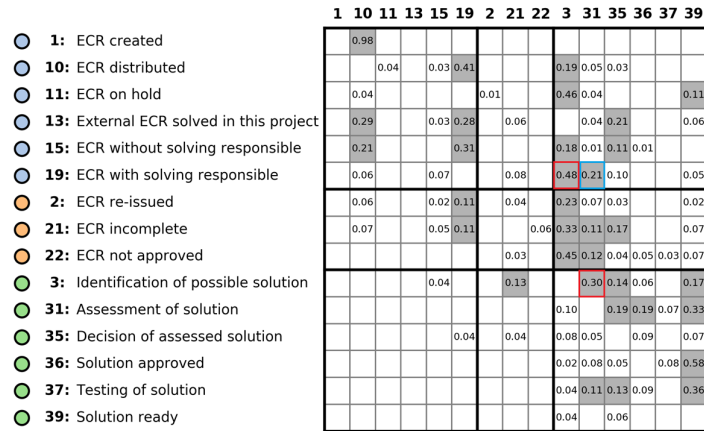 1 10 11 13 15 19 2 21 22 3 31 35 36 37 39
1: ECR created 0.98
10: ECR distributed 0.04 0.03 0.41 0.19 0.05 0.03
11: ECR on hold 0.04 0.01 0.46 0.04 0.11
13: External ECR solved in this project 0.29 0.03 0.28 0.06 0.04 0.21 0.06
15: ECR without solving responsible 0.21 0.31 0.18 0.01 0.11 0.01
19: ECR with solving responsible 0.06 0.07 0.08 0.48 0.21 0.10 0.05
2: ECR re-issued 0.06 0.02 0.11 0.04 0.23 0.07 0.03 0.02
21: ECR incomplete 0.07 0.05 0.11 0.06 0.33 0.11 0.17 0.07
22: ECR not approved 0.03 0.45 0.12 0.04 0.05 0.03 0.07
3: Identification of possible solution 0.04 0.13 0.30 0.14 0.06 0.17
31: Assessment of solution 0.10 0.19 0.19 0.07 0.33
35: Decision of assessed solution 0.04 0.04 0.08 0.05 0.09 0.07
36: Solution approved 0.02 0.08 0.05 0.08 0.58
37: Testing of solution 0.04 0.11 0.13 0.09 0.36
39: Solution ready 0.04 0.06